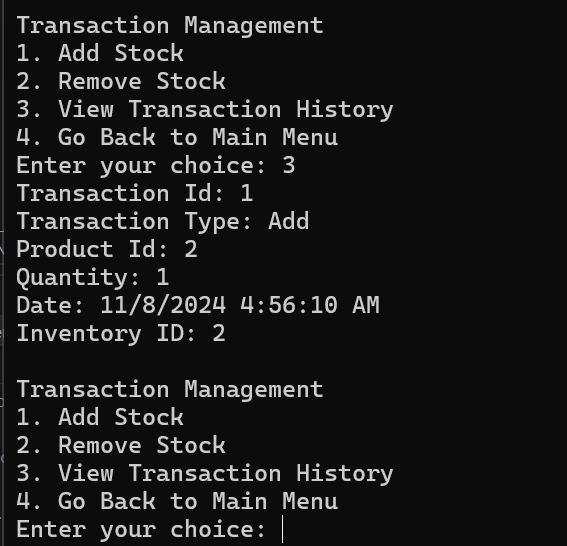 Transaction Management
1. Add Stock
2. Remove Stock
3. View Transaction History
4. Go Back to Main Menu
Enter your choice: 3
Transaction Id: 1
Transaction Type: Add
Product Id: 2
Quantity: 1
Date: 11/8/2024 4:56:10 AM
Inventory ID: 2
Transaction Management
1. Add Stock
2. Remove Stock
3. View Transaction History
4. Go Back to Main Menu
Enter your choice: